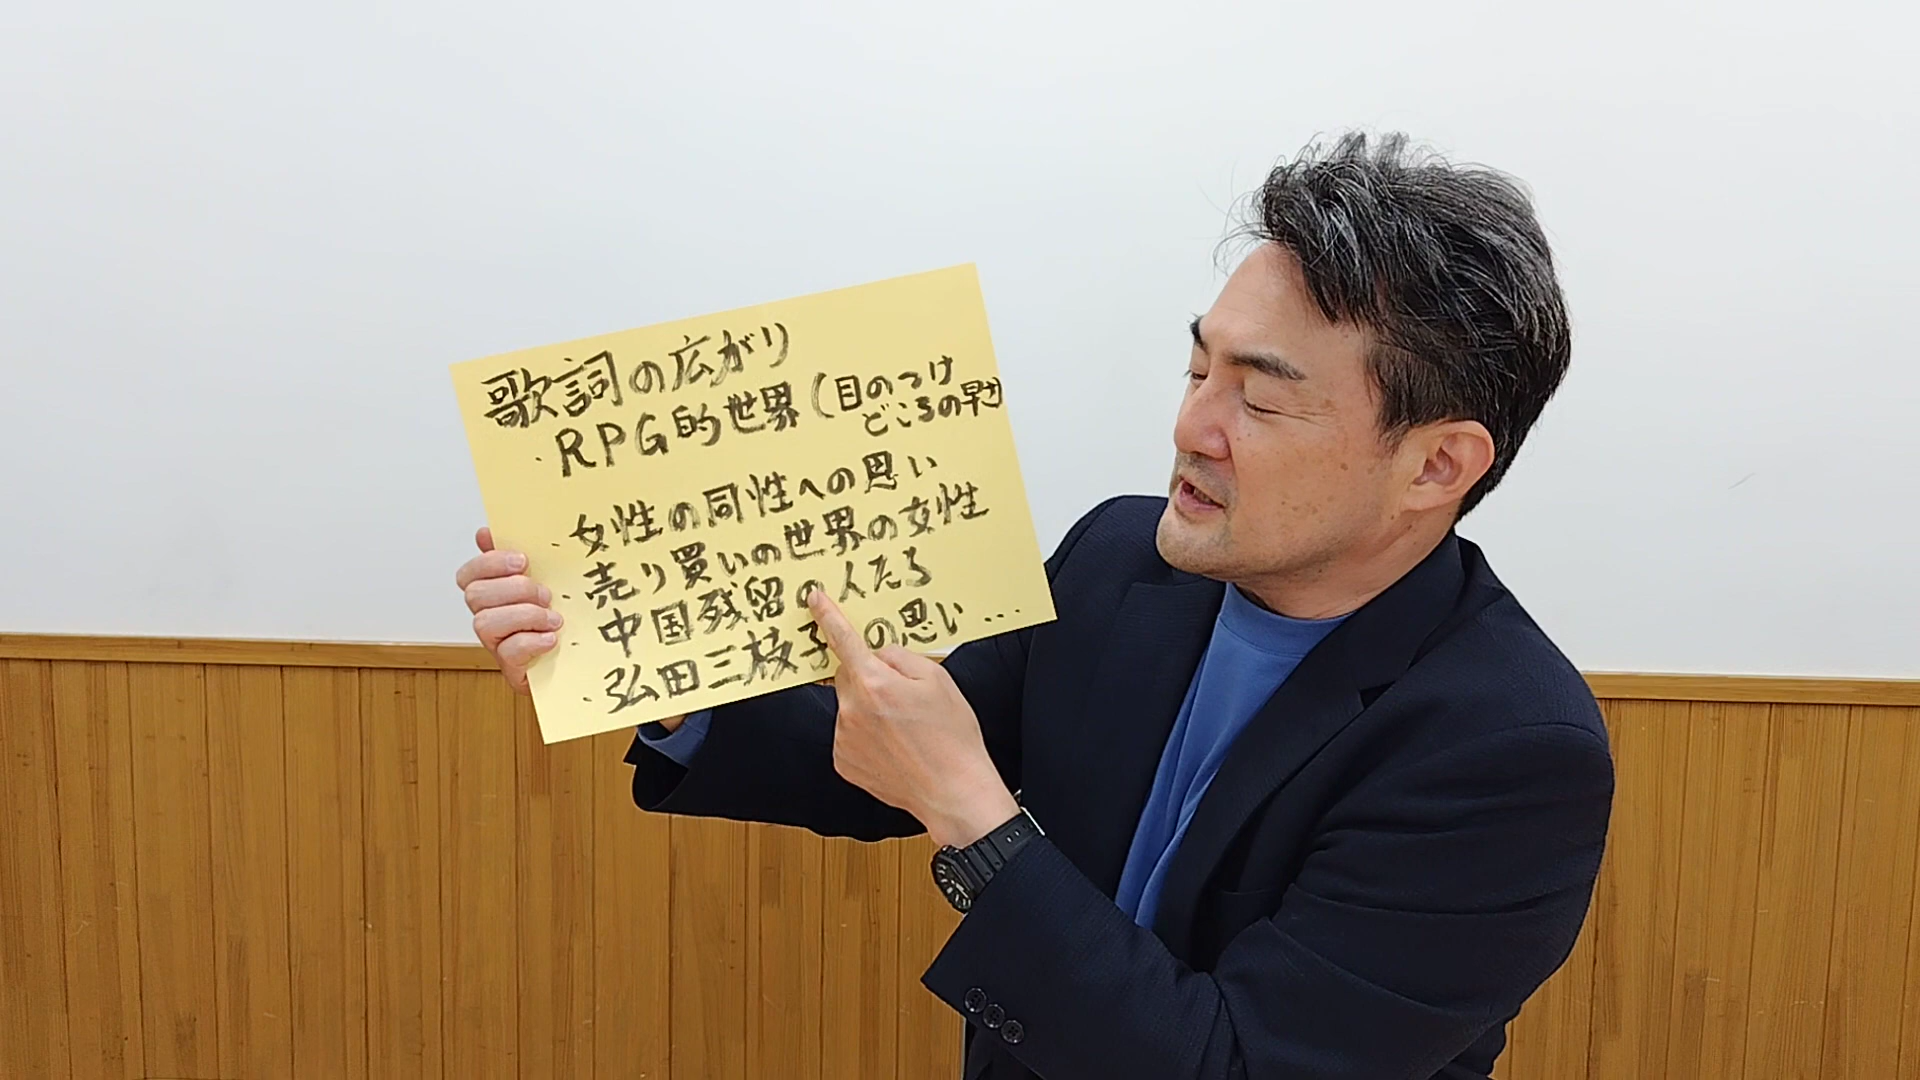 歌詞の広がり
・RPG的世界(目のつけ
どころの早さ)
・女性の同性への思い
・売り買いの世界の女性
・中国残留の人たち
・弘田三枝子の思い…